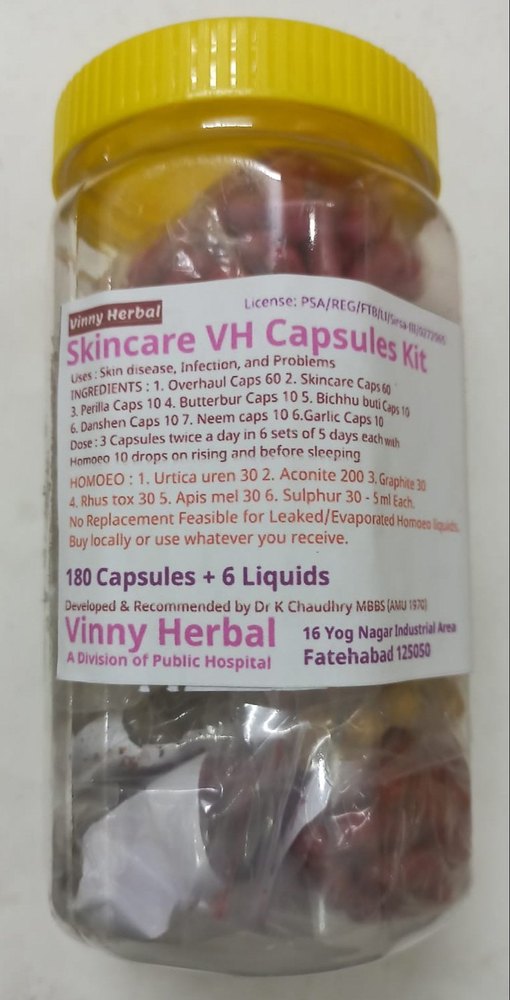 Vinny Herbal
License: PSA/REG/FTB/LI/Sirsa-III/
Skincare VH Capsules Kit
Uses : Skin disease, Infection, and Problems
INGREDIENTS : 1. Overhaul Caps 60 2. Skincare Caps 60
3. Perilla Caps 10 4. Butterbur Caps 10 5. Bichhu buti Caps 10
6. Danshen Caps 10 7. Neem caps 10 6.Garlic Caps 10
Dose : 3 Capsules twice a day in 6 sets of 5 days each with
Homoeo 10 drops on rising and before sleeping
HOMOEO : 1. Urtica uren 30 2. Aconite 200 3. Graphite 30
4. Rhus tox 30 5. Apis mel 30 6. Sulphur 30 - 5ml Each.
No Replacement Feasible for Leaked/Evaporated Homoeo liquids.
Buy locally or use whatever you receive.
180 Capsules + 6 Liquids
Developed & Recommended by Dr K Chaudhry MBBS (AMU 1970)
Vinny Herbal
A Division of Public Hospital
16 Yog Nagar Industrial Area
Fatehabad 125050